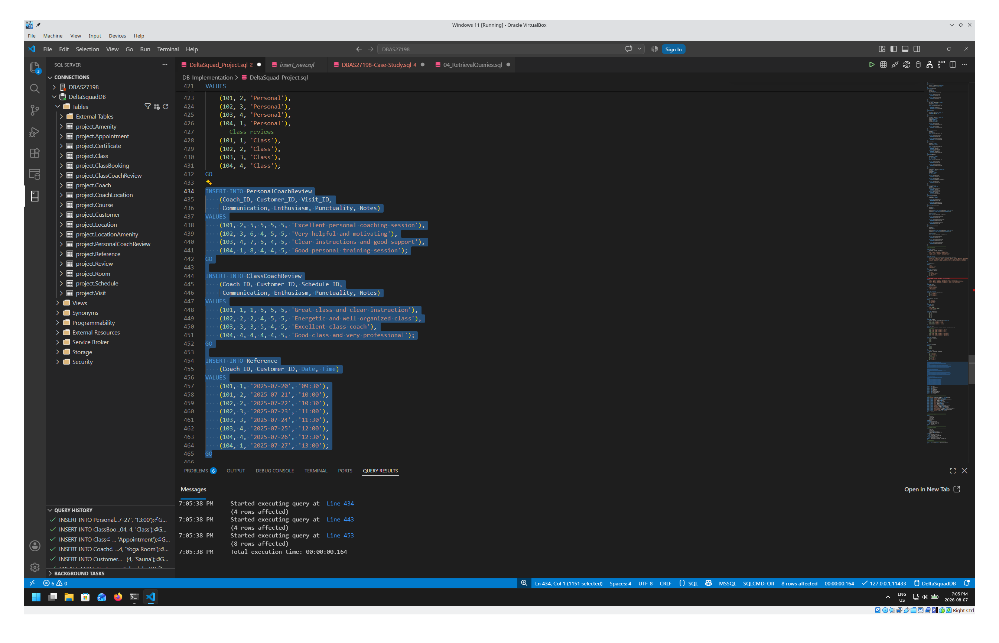 Windows 11 [Running] - Oracle VirtualBox
File Machine View Input Devices Help
File Edit Selection View Go Run Terminal Help
DBAS27198
Sign In
SQL SERVER
DeltaSquad_Project.sql 2
insert_new.sql
DBAS27198-Case-Study.sql 4
04_RetrievalQueries.sql
3
CONNECTIONS
DBAS27198
DeltaSquadDB
Tables
External Tables
project.Amenity
project.Appointment
project.Certificate
project.Class
project.ClassBooking
project.ClassCoachReview
project.Coach
project.CoachLocation
project.Course
project.Customer
project.Location
project.LocationAmenity
project.PersonalCoachReview
project.Reference
project.Review
project.Room
project.Schedule
project.Visit
Views
Synonyms
Programmability
External Resources
Service Broker
Storage
Security
QUERY HISTORY
INSERT INTO Personal...7-27', '13:00');⏎G...
INSERT INTO ClassBoo...04, 4, 'Class');⏎G...
INSERT INTO Class⏎ ... 'Appointment');⏎G...
INSERT INTO Coach⏎ ...4, 'Yoga Room');⏎...
INSERT INTO Customer... (4, 'Sauna');⏎G...
BACKGROUND TASKS
DB_Implementation > DeltaSquad_Project.sql
421 VALUES
423 (101, 2, 'Personal'),
424 (102, 3, 'Personal'),
425 (103, 4, 'Personal'),
426 (104, 1, 'Personal'),
427 -- Class reviews
428 (101, 1, 'Class'),
429 (102, 2, 'Class'),
430 (103, 3, 'Class'),
431 (104, 4, 'Class');
432 GO
433
434 INSERT INTO PersonalCoachReview
435 (Coach_ID, Customer_ID, Visit_ID,
436 Communication, Enthusiasm, Punctuality, Notes)
437 VALUES
438 (101, 2, 5, 5, 5, 5, 'Excellent personal coaching session'),
439 (102, 3, 6, 4, 5, 5, 'Very helpful and motivating'),
440 (103, 4, 7, 5, 4, 5, 'Clear instructions and good support'),
441 (104, 1, 8, 4, 4, 5, 'Good personal training session');
442 GO
443
444 INSERT INTO ClassCoachReview
445 (Coach_ID, Customer_ID, Schedule_ID,
446 Communication, Enthusiasm, Punctuality, Notes)
447 VALUES
448 (101, 1, 1, 5, 5, 5, 'Great class and clear instruction'),
449 (102, 2, 2, 4, 5, 5, 'Energetic and well organized class'),
450 (103, 3, 3, 5, 4, 5, 'Excellent class coach'),
451 (104, 4, 4, 4, 4, 5, 'Good class and very professional');
452 GO
453
454 INSERT INTO Reference
455 (Coach_ID, Customer_ID, Date, Time)
456 VALUES
457 (101, 1, '2025-07-20', '09:30'),
458 (101, 2, '2025-07-21', '10:00'),
459 (102, 2, '2025-07-22', '10:30'),
460 (102, 3, '2025-07-23', '11:00'),
461 (103, 3, '2025-07-24', '11:30'),
462 (103, 4, '2025-07-25', '12:00'),
463 (104, 4, '2025-07-26', '12:30'),
464 (104, 1, '2025-07-27', '13:00');
465 GO
466
PROBLEMS 6 OUTPUT DEBUG CONSOLE TERMINAL PORTS QUERY RESULTS
Messages
Open in New Tab
7:05:38 PM Started executing query at Line 434
(4 rows affected)
7:05:38 PM Started executing query at Line 443
(4 rows affected)
7:05:38 PM Started executing query at Line 453
(8 rows affected)
7:05:38 PM Total execution time: 00:00:00.164
6 0
Ln 434, Col 1 (1151 selected) Spaces: 4 UTF-8 CRLF {} SQL MSSQL SQLCMD: Off 8 rows affected 00:00:00.164 127.0.0.1,11433 DeltaSquadDB
ENG
US
7:05 PM
2026-08-07
Right Ctrl